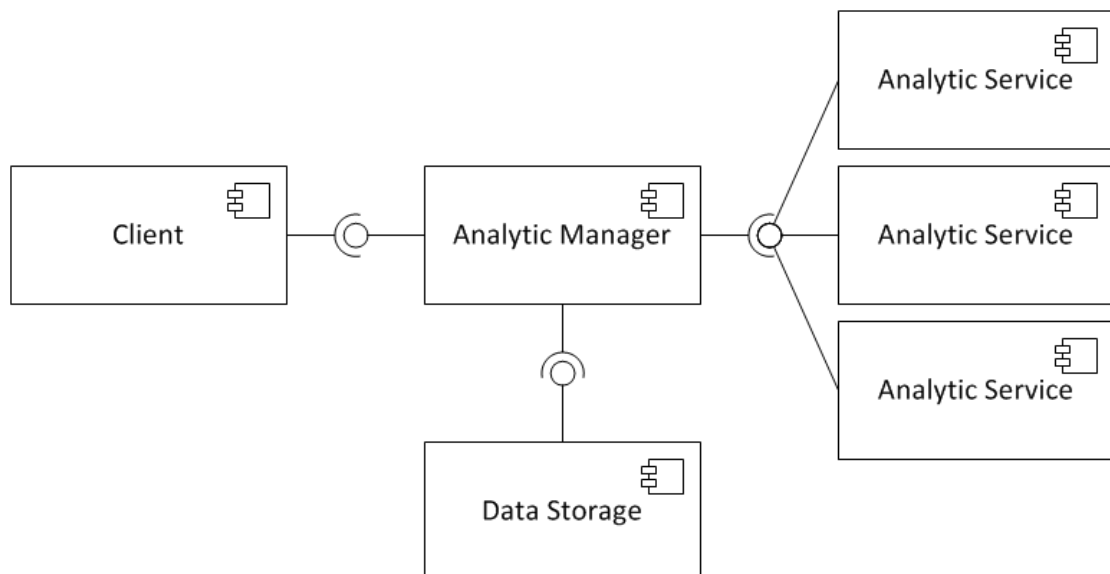 Analytic Service
Client
Analytic Manager
Analytic Service
Analytic Service
Data Storage